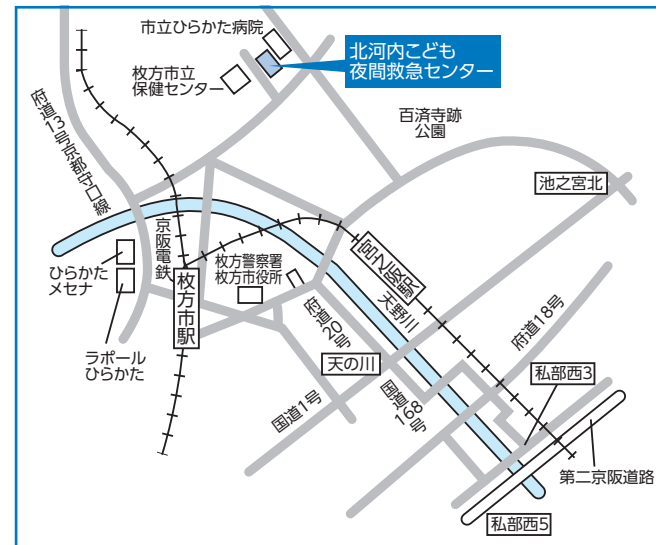 市立ひらかた病院
北河内こども
夜間救急センター
枚方市立
保健センター
百済寺跡
公園
府道13号京都守口線
池之宮北
京阪電鉄
枚方市駅
ひらかた
メセナ
枚方警察署
枚方市役所
宮之阪駅
天野川
府道20号
府道18号
ラポール
ひらかた
天の川
国道1号
国道168号
私部西3
第二京阪道路
私部西5